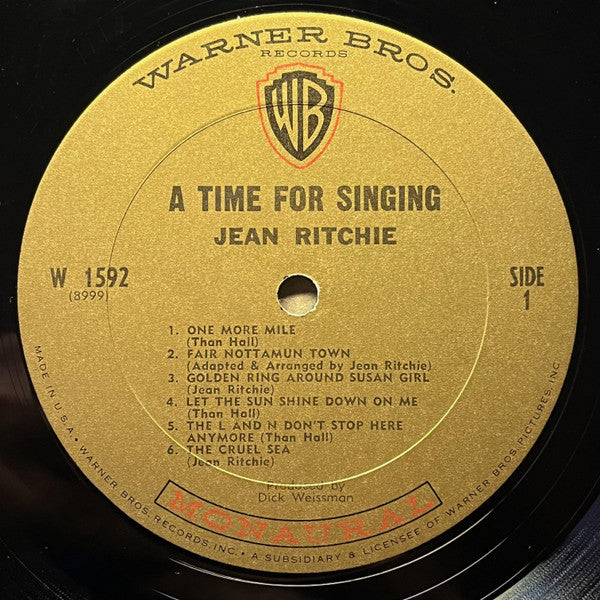 WARNER BROS.
RECORDS
WB
A TIME FOR SINGING
JEAN RITCHIE
W 1592
(8999)
SIDE
1
1. ONE MORE MILE
(Than Hall)
2. FAIR NOTTAMUN TOWN
(Adapted & Arranged by Jean Ritchie)
3. GOLDEN RING AROUND SUSAN GIRL
(Jean Ritchie)
4. LET THE SUN SHINE DOWN ON ME
(Than Hall)
5. THE L AND N DON'T STOP HERE
ANYMORE (Than Hall)
6. THE CRUEL SEA
(Jean Ritchie)
Produced by
Dick Weissman
MONAURAL
MADE IN U.S.A. • WARNER BROS. RECORDS, INC. • A SUBSIDIARY & LICENSEE OF WARNER BROS. PICTURES, INC.